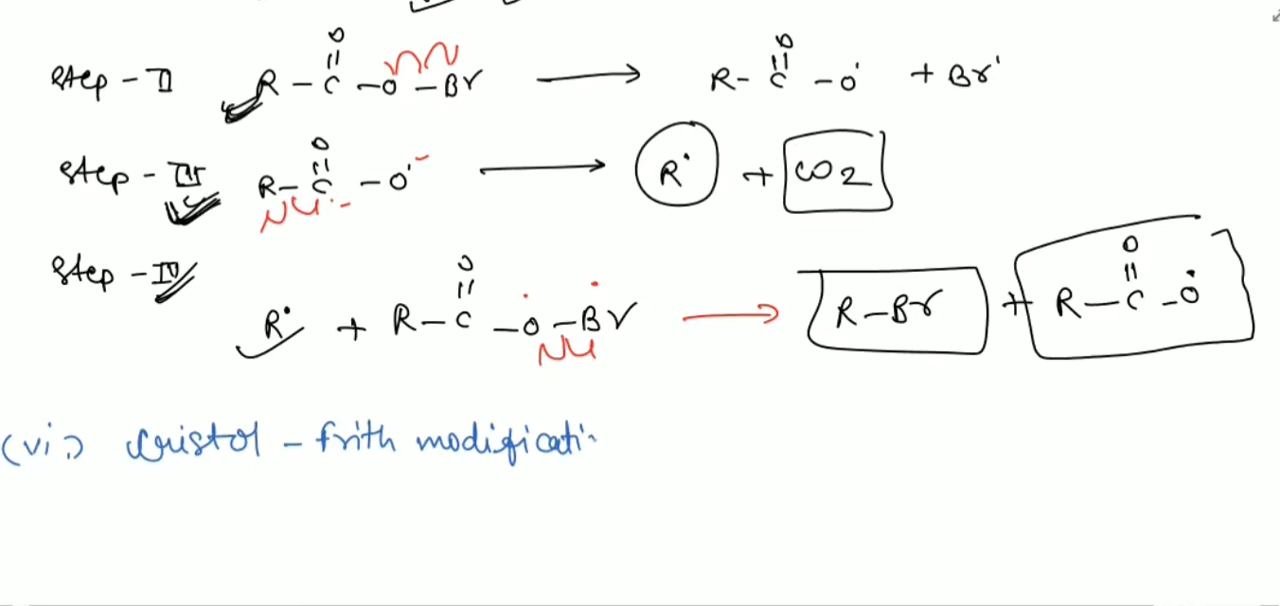 Step - II R - C(=O) - O - Br ⟶ R - C(=O) - O˙ + Br˙
Step - III R - C(=O) - O˙ ⟶ R˙ + CO2
Step - IV
R˙ + R - C(=O) - O - Br ⟶ R - Br + R - C(=O) - O˙
(vi) Cristol - frith modificati